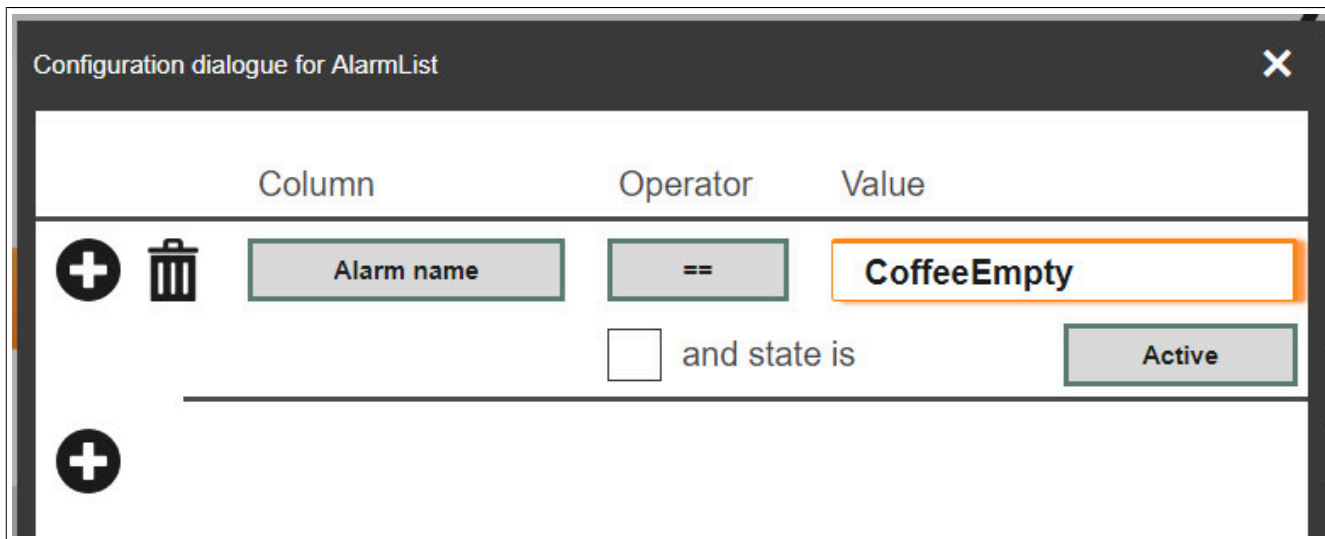 Configuration dialogue for AlarmList
Column Operator Value
Alarm name == CoffeeEmpty
and state is Active